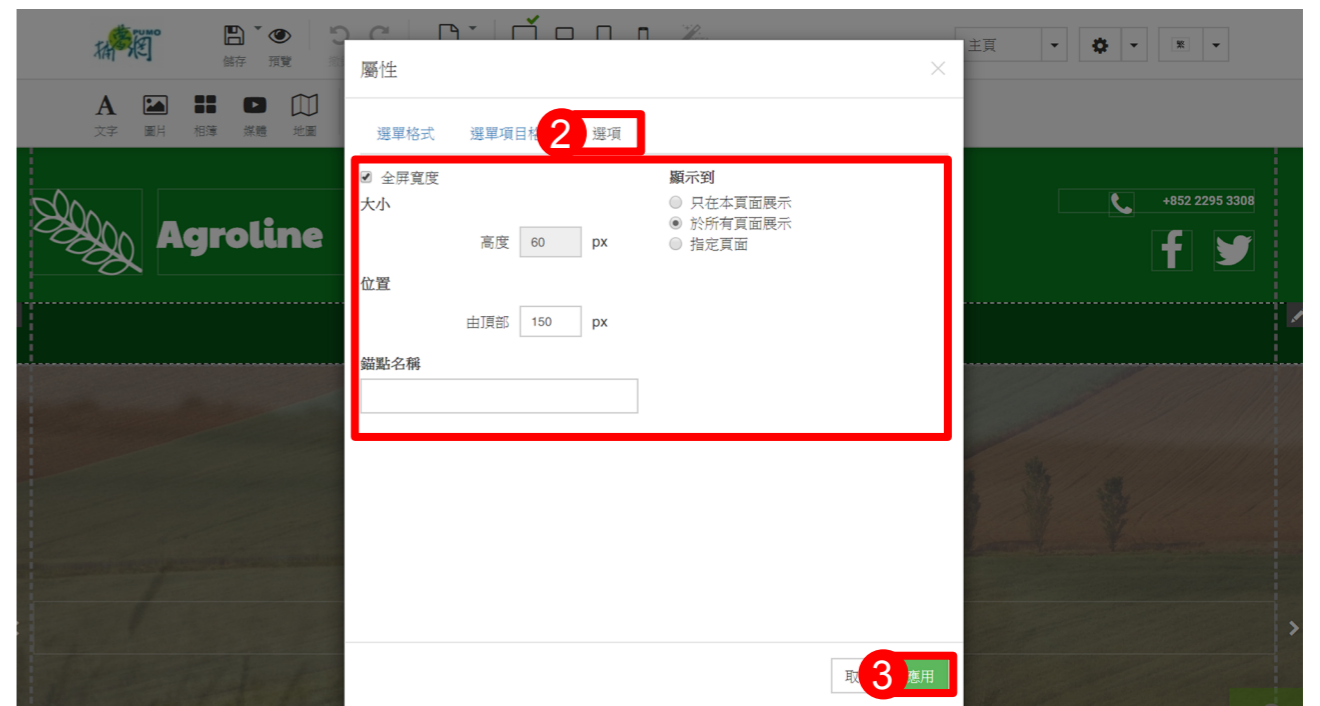 PUMO
儲存 預覽
主頁
繁
文字 圖片 相簿 媒體 地圖
屬性
選單格式 選單項目
2
選項
全屏寬度
大小
高度 60 px
位置
由頂部 150 px
錨點名稱
顯示到
只在本頁面展示
於所有頁面展示
指定頁面
Agroline
+852 2295 3308
取
3
應用